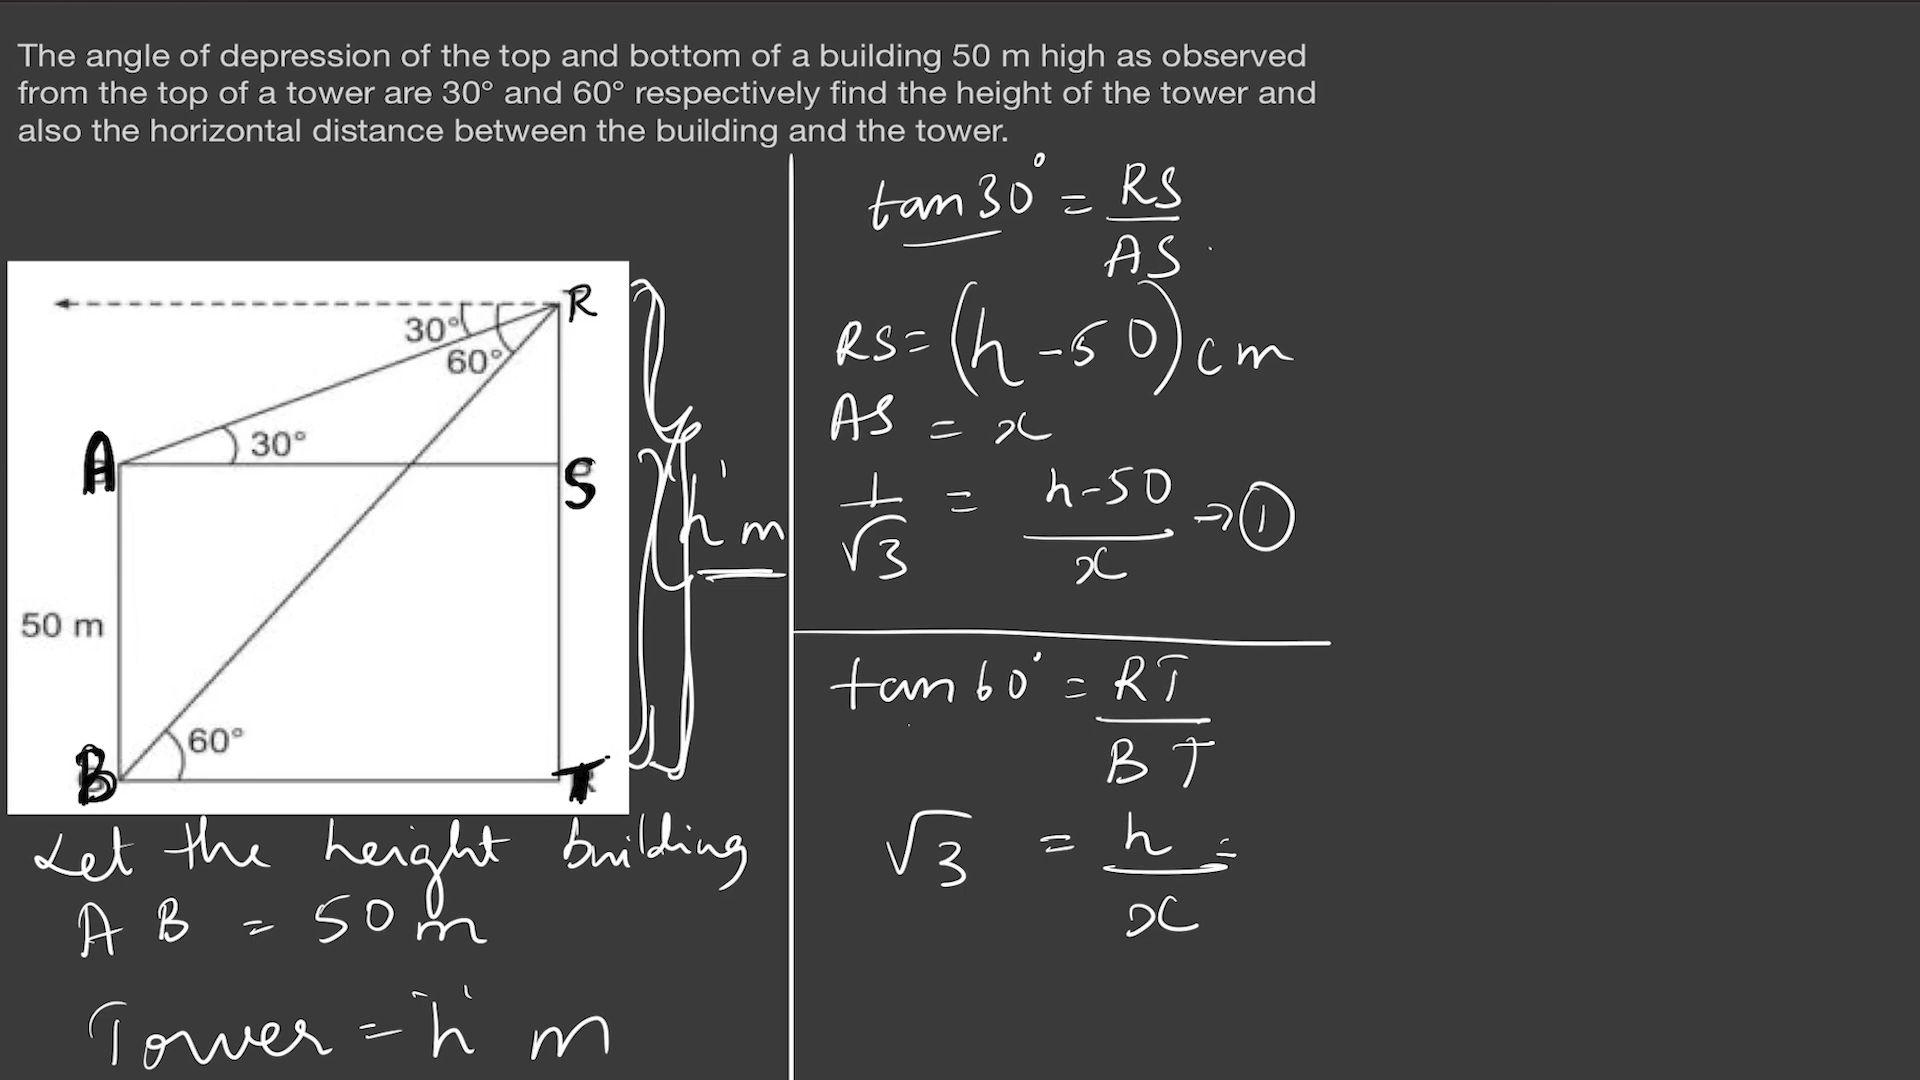 The angle of depression of the top and bottom of a building 50 m high as observed
from the top of a tower are 30° and 60° respectively find the height of the tower and
also the horizontal distance between the building and the tower.
R
30°
60°
A
30°
S
50 m
60°
B
T
'h' m
Let the height building
A B = 50 m
Tower = 'h' m
tan 30° = RS
AS
RS = (h - 50) cm
AS = x
1/√3 = h-50/x → ①
tan 60° = RT
B T
√3 = h =
x